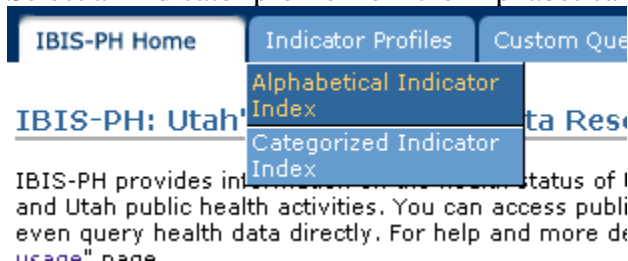 IBIS-PH Home Indicator Profiles Custom Que
Alphabetical Indicator
Index
IBIS-PH: Utah' ta Res
Categorized Indicator
Index
IBIS-PH provides in status of
and Utah public health activities. You can access publi
even query health data directly. For help and more de
usage" page